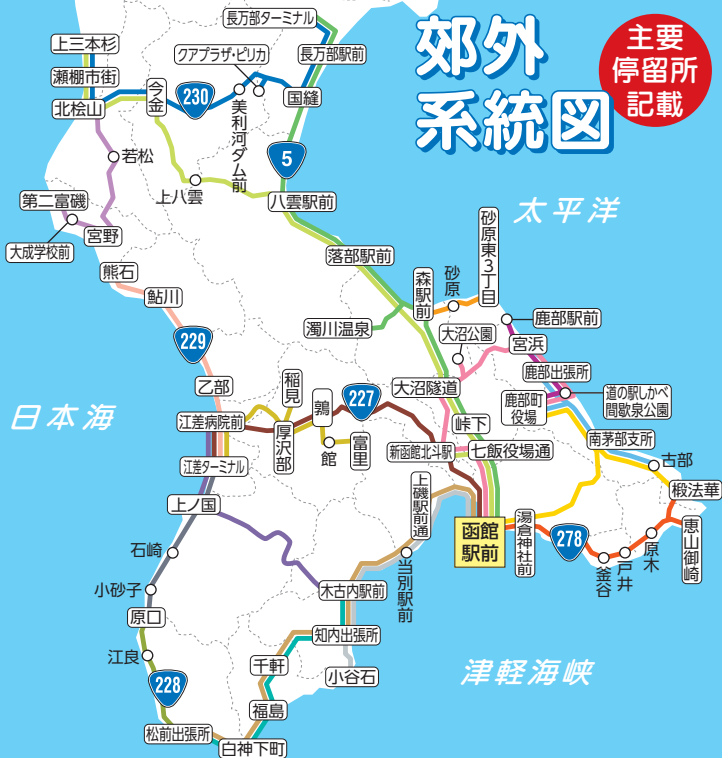 郊外
系統図
主要
停留所
記載
長万部ターミナル
上三本杉
クアプラザ・ピリカ
長万部駅前
瀬棚市街
今金
230
国縫
北桧山
美利河ダム前
5
若松
上八雲
八雲駅前
第二富磯
太平洋
大成学校前
宮野
落部駅前
砂原東3丁目
熊石
森駅前
砂原
鮎川
鹿部駅前
濁川温泉
大沼公園
宮浜
229
鹿部出張所
乙部
稲見
227
大沼隧道
鹿部町
役場
道の駅しかべ
間歇泉公園
日本海
江差病院前
鶉
峠下
厚沢部
館
富里
新函館北斗駅
七飯役場通
南茅部支所
江差ターミナル
古部
上ノ国
上磯駅前通
椴法華
函館
駅前
湯倉神社前
278
恵山御崎
原木
石崎
戸井
釜谷
小砂子
木古内駅前
当別駅前
原口
知内出張所
江良
千軒
小谷石
津軽海峡
228
福島
松前出張所
白神下町